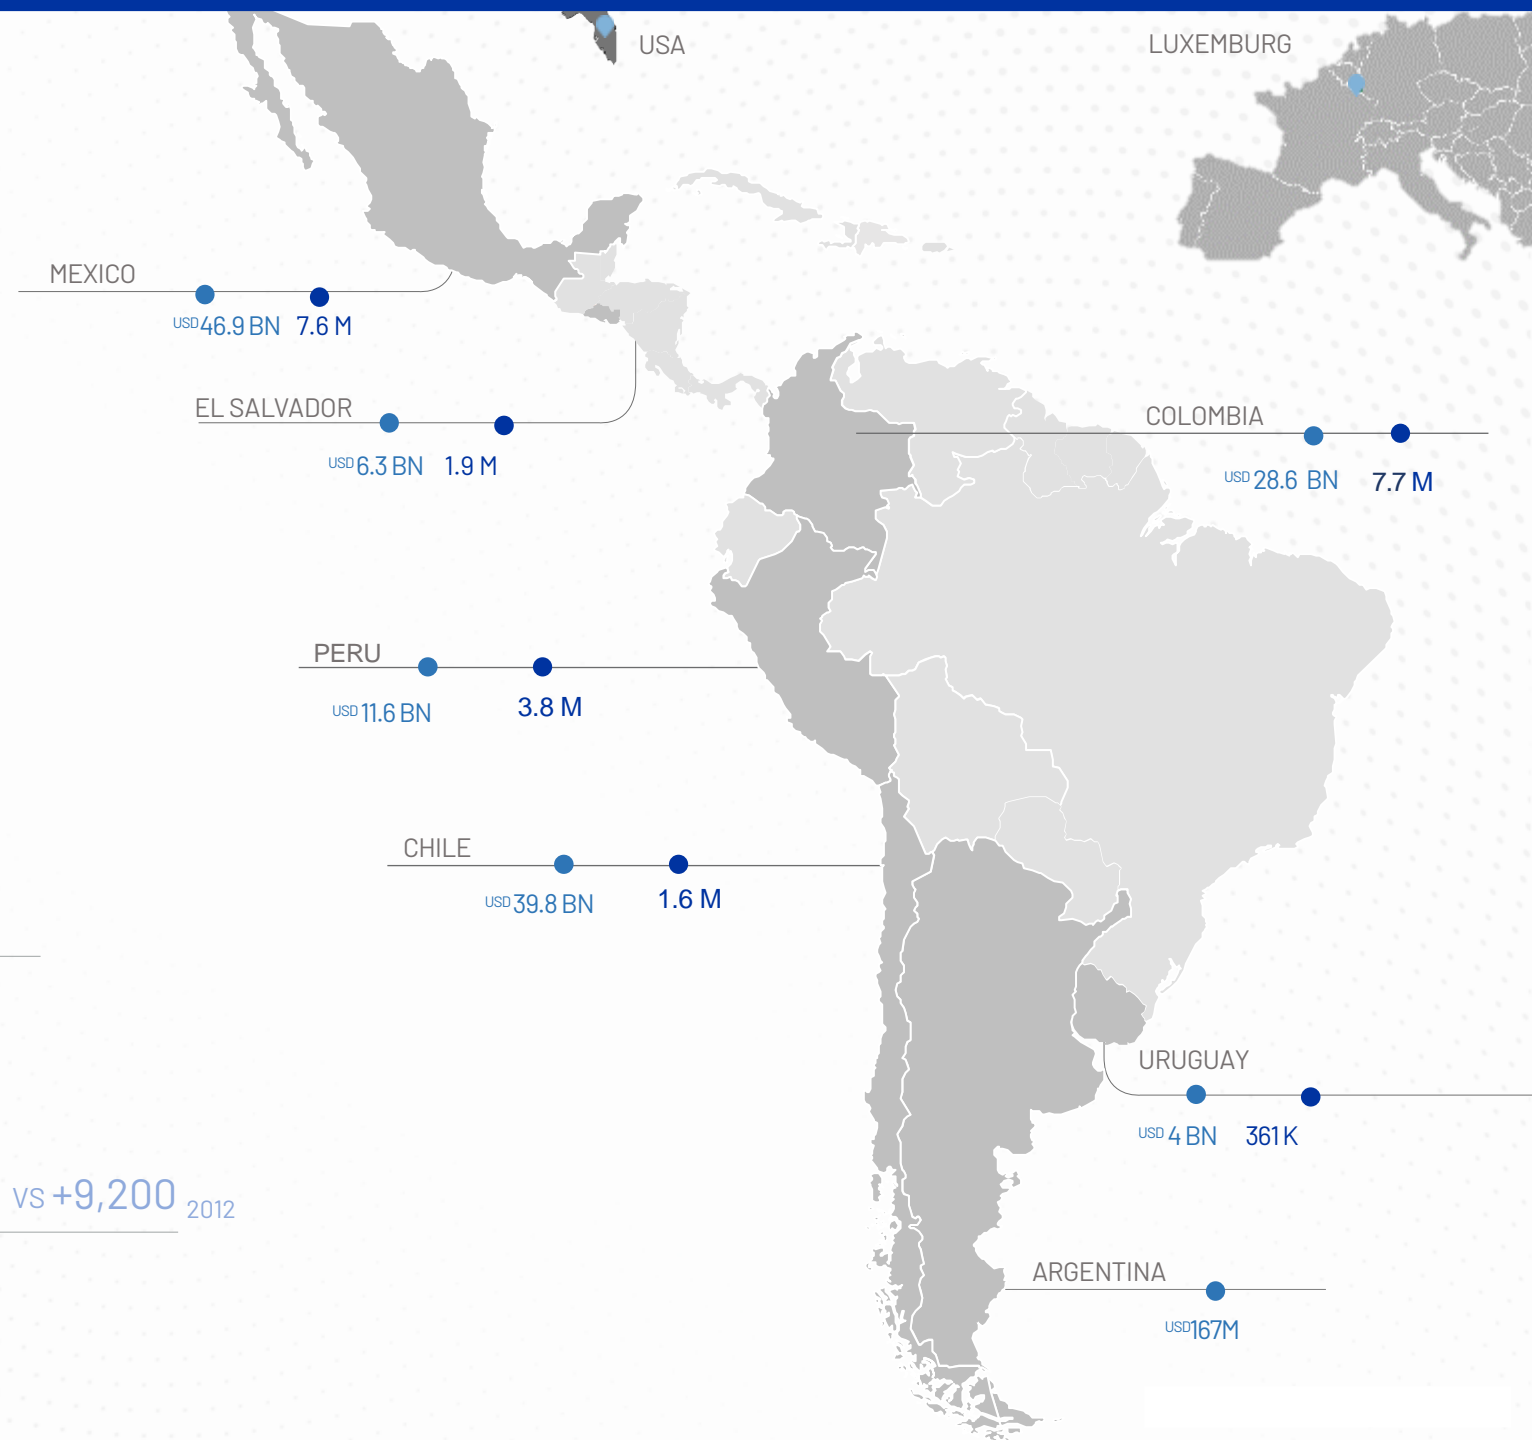 USA
LUXEMBURG
MEXICO
USD46.9 BN 7.6 M
EL SALVADOR
USD6.3 BN 1.9 M
COLOMBIA
USD 28.6 BN 7.7 M
PERU
USD 11.6 BN 3.8 M
CHILE
USD39.8 BN 1.6 M
URUGUAY
USD 4 BN 361 K
VS +9,200 2012
ARGENTINA
USD167M